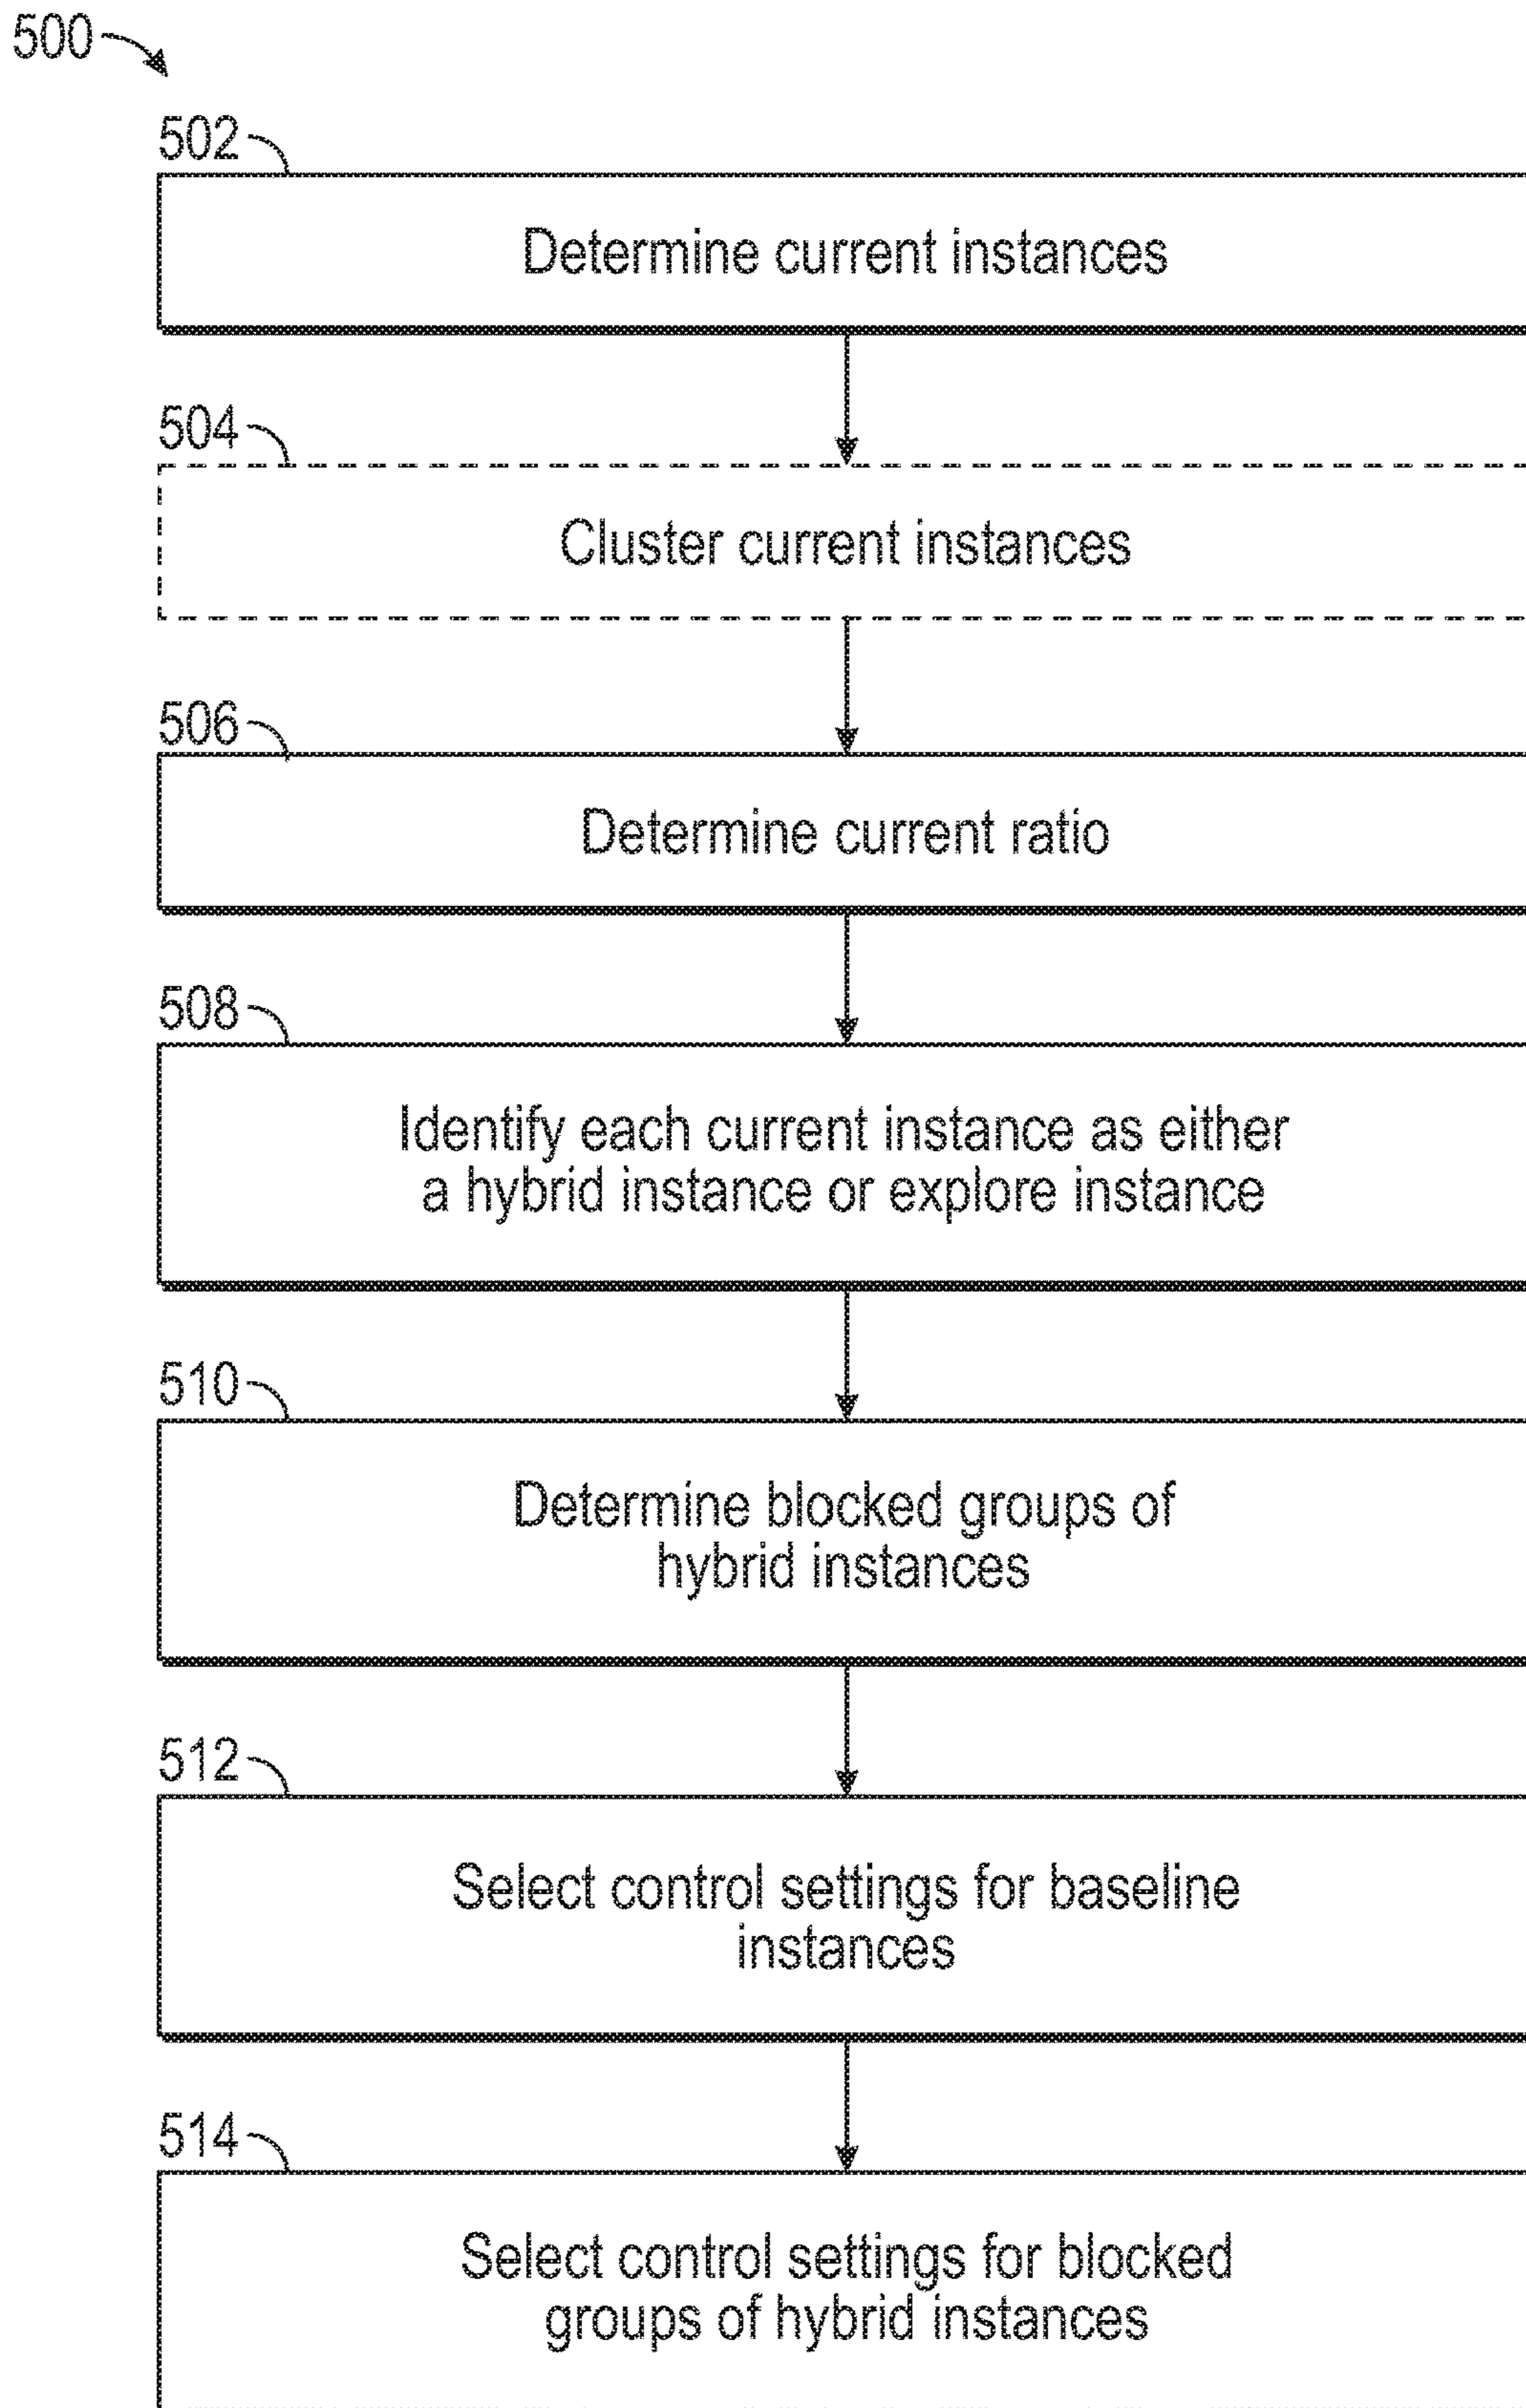 500
502
Determine current instances
504
Cluster current instances
506
Determine current ratio
508
Identify each current instance as either
a hybrid instance or explore instance
510
Determine blocked groups of
hybrid instances
512
Select control settings for baseline
instances
514
Select control settings for blocked
groups of hybrid instances